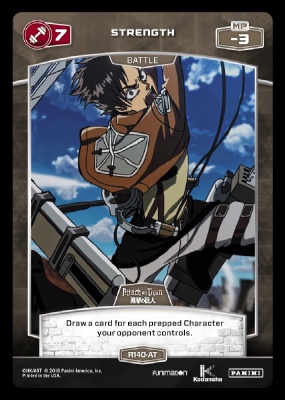 7
STRENGTH
MP
-3
BATTLE
Attack on Titan
進撃の巨人
Draw a card for each prepped Character
your opponent controls.
R140-AT
©HK/AOT © 2018 Panini America, Inc.
Printed in the USA.
FUNIMATION
K
Kodansha
PANINI